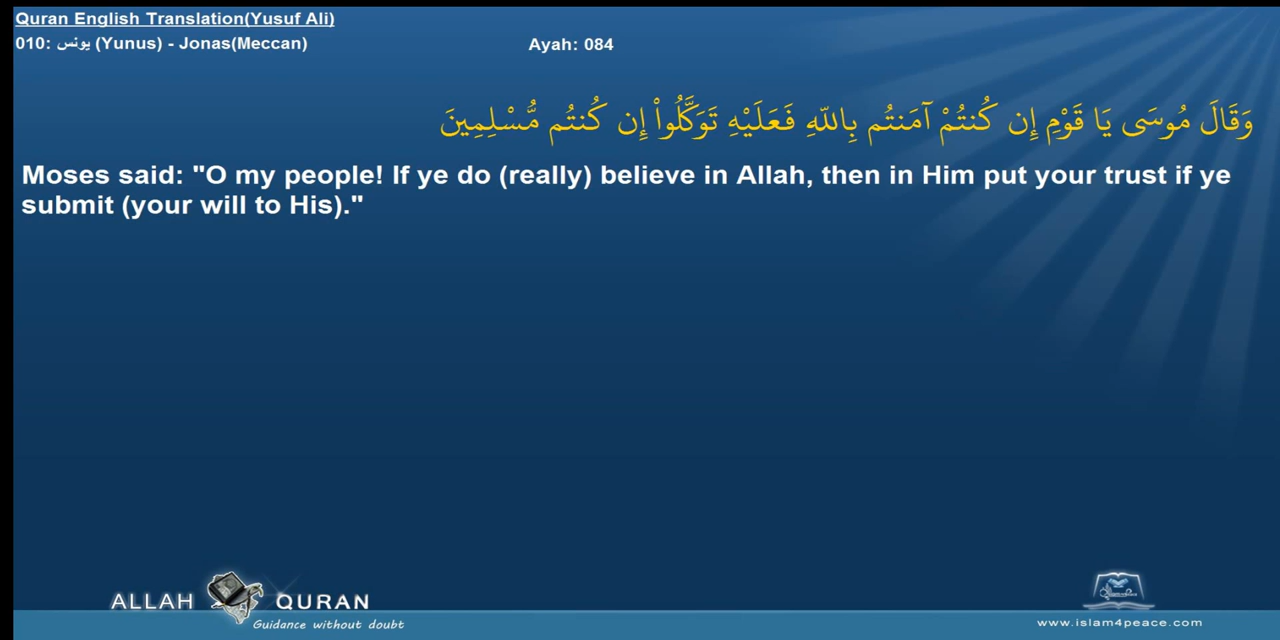 Quran English Translation(Yusuf Ali)
010: يونس (Yunus) - Jonas(Meccan)
Ayah: 084
وَقَالَ مُوسَى يَا قَوْمِ إِن كُنتُمْ آمَنتُم بِاللّهِ فَعَلَيْهِ تَوَكَّلُواْ إِن كُنتُم مُّسْلِمِينَ
Moses said: "O my people! If ye do (really) believe in Allah, then in Him put your trust if ye
submit (your will to His)."
ALLAH QURAN
Guidance without doubt
www.islam4peace.com